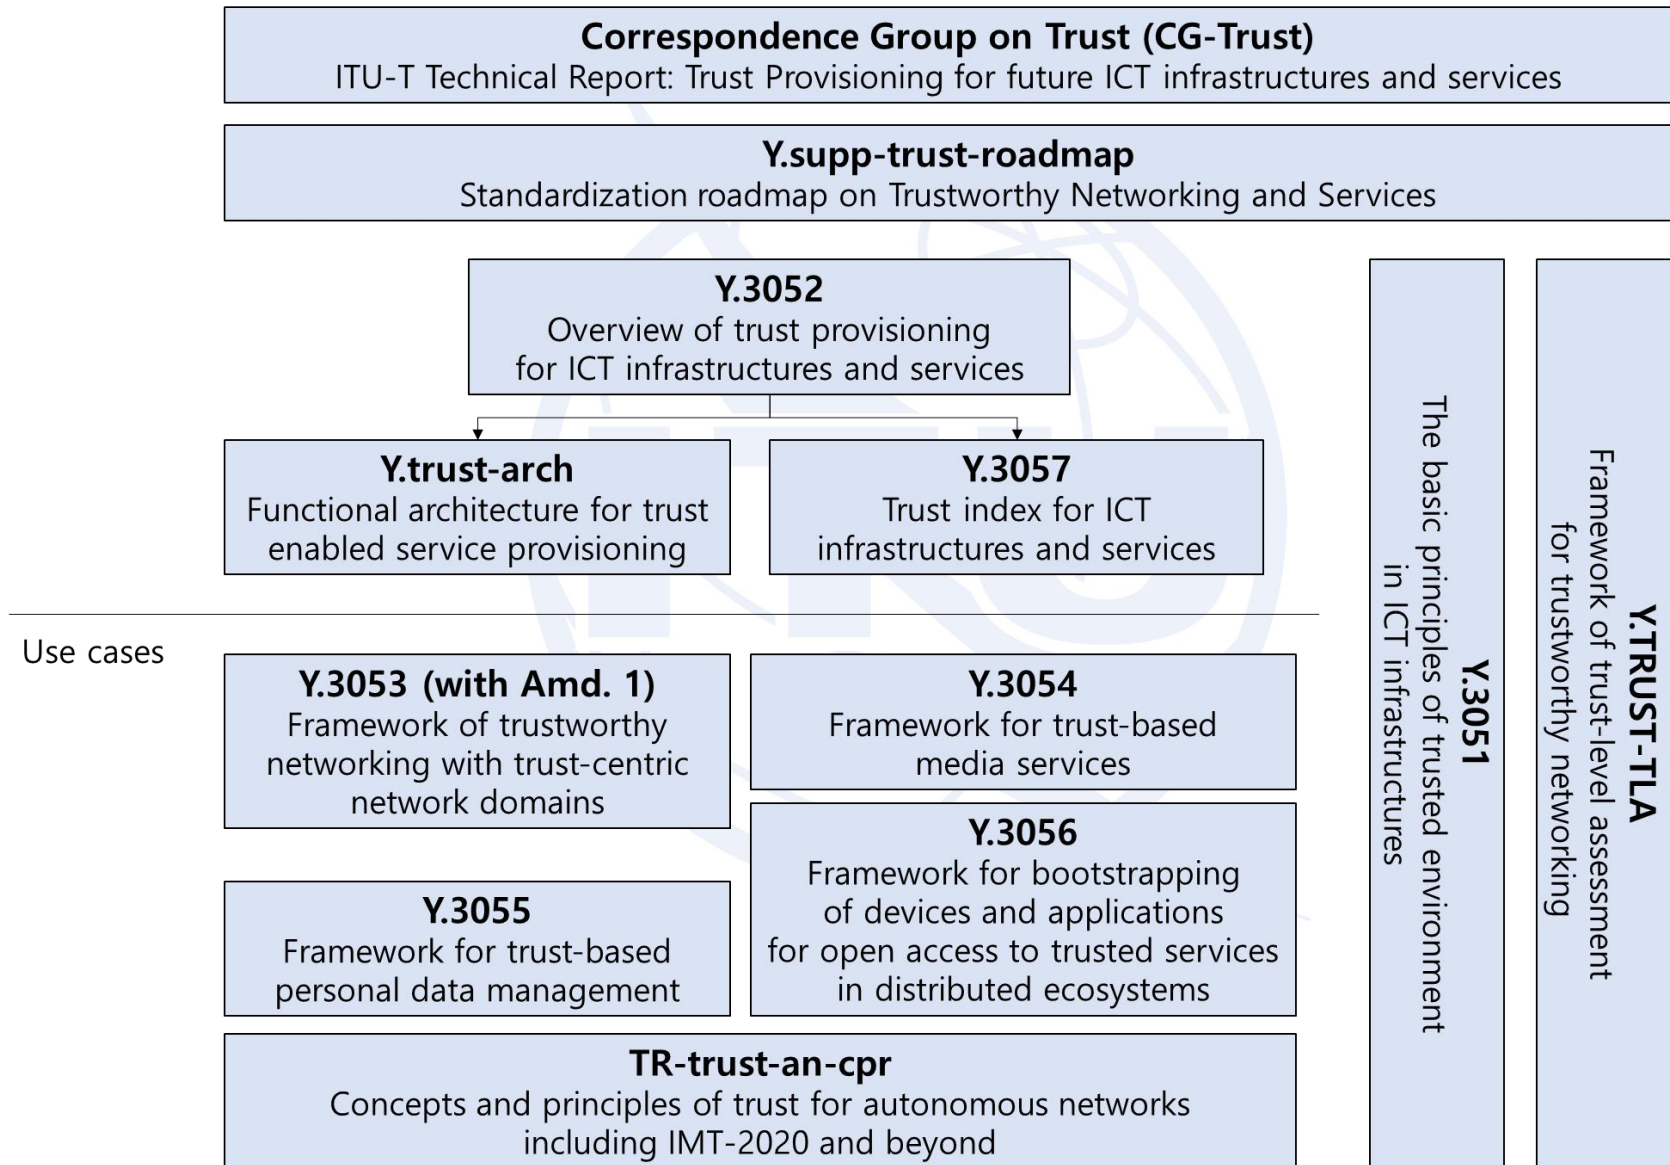 Correspondence Group on Trust (CG-Trust)
ITU-T Technical Report: Trust Provisioning for future ICT infrastructures and services
Y.supp-trust-roadmap
Standardization roadmap on Trustworthy Networking and Services
Y.3052
Overview of trust provisioning
for ICT infrastructures and services
Y.trust-arch
Functional architecture for trust
enabled service provisioning
Y.3057
Trust index for ICT
infrastructures and services
Use cases
Y.3053 (with Amd. 1)
Framework of trustworthy
networking with trust-centric
network domains
Y.3054
Framework for trust-based
media services
Y.3055
Framework for trust-based
personal data management
Y.3056
Framework for bootstrapping
of devices and applications
for open access to trusted services
in distributed ecosystems
TR-trust-an-cpr
Concepts and principles of trust for autonomous networks
including IMT-2020 and beyond
Y.3051
The basic principles of trusted environment
in ICT infrastructures
Y.TRUST-TLA
Framework of trust-level assessment
for trustworthy networking
ITU